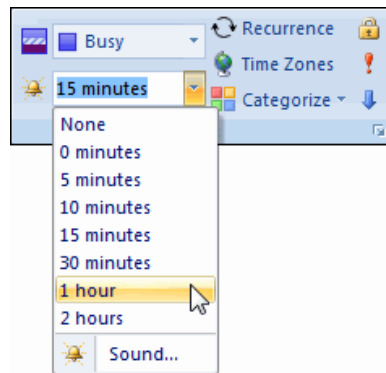 Busy
Recurrence
Time Zones
15 minutes
Categorize
None
0 minutes
5 minutes
10 minutes
15 minutes
30 minutes
1 hour
2 hours
Sound...